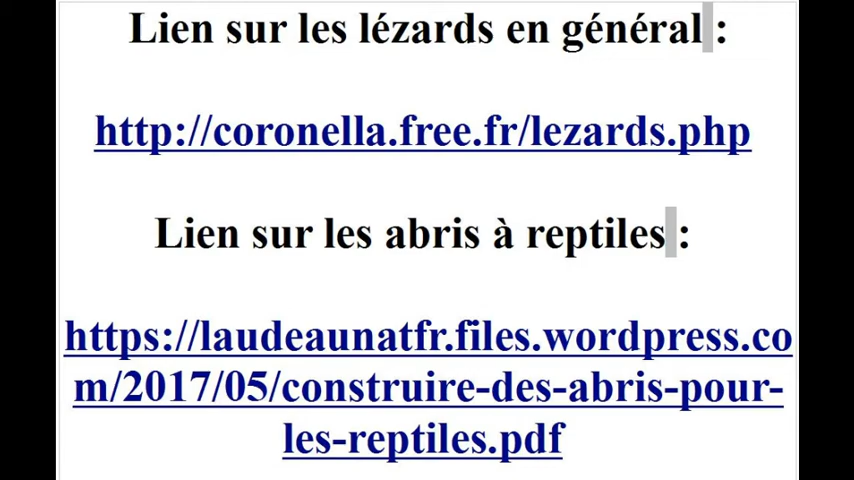 Lien sur les lézards en général :
http://coronella.free.fr/lezards.php
Lien sur les abris à reptiles :
https://laudeaunatfr.files.wordpress.co
m/2017/05/construire-des-abris-pour-
les-reptiles.pdf